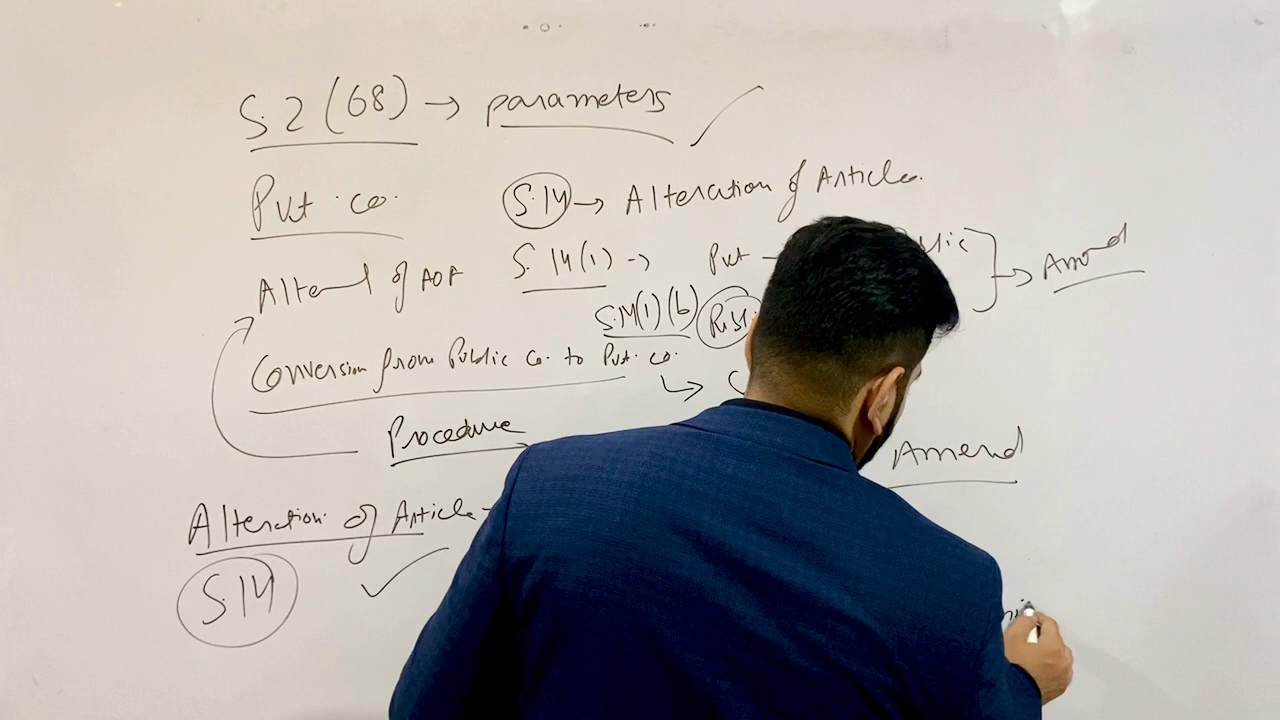 S.2(68) → parameters
Pvt. co.
S.14 → Alteration of Article.
Alter of AOA
S. 14(1) → Pvt → Amend
S.14(1)(b)
Conversion from Public Co. to Pvt. co.
Procedure
Amend
Alteration of Article
S.14